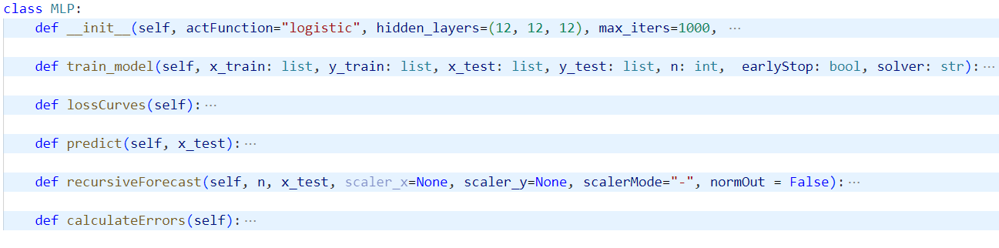 class MLP:
    def __init__(self, actFunction="logistic", hidden_layers=(12, 12, 12), max_iters=1000, ⋯
    def train_model(self, x_train: list, y_train: list, x_test: list, y_test: list, n: int,  earlyStop: bool, solver: str):⋯
    def lossCurves(self):⋯
    def predict(self, x_test):⋯
    def recursiveForecast(self, n, x_test, scaler_x=None, scaler_y=None, scalerMode="-", normOut = False):⋯
    def calculateErrors(self):⋯